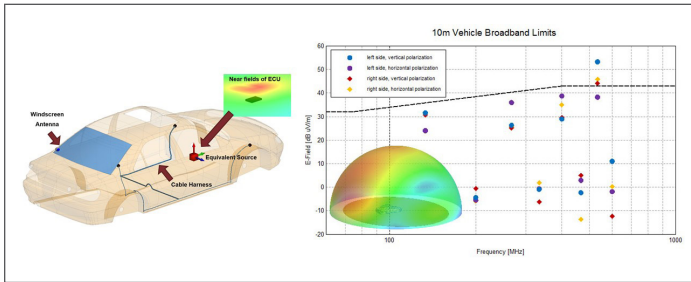 Near fields of ECU
Windscreen
Antenna
Equivalent Source
Cable Harness
10m Vehicle Broadband Limits
left side, vertical polarization
left side, horizontal polarization
right side, vertical polarization
right side, horizontal polarization
E-Field [dB uV/m]
60
50
40
30
20
10
0
-10
-20
100
1000
Frequency [MHz]